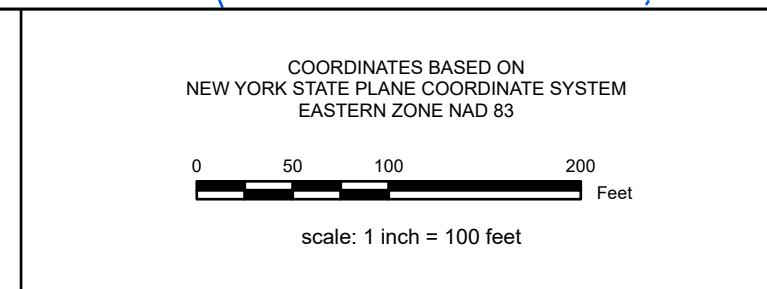 COORDINATES BASED ON
NEW YORK STATE PLANE COORDINATE SYSTEM
EASTERN ZONE NAD 83
0 50 100 200
Feet
scale: 1 inch = 100 feet